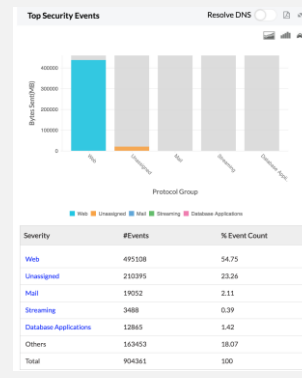 Top Security Events Resolve DNS
Bytes Sent(MB)
400000
300000
200000
100000
0
Web
Unassigned
Mail
Streaming
Database Appl.
Protocol Group
Web Unassigned Mail Streaming Database Applications
Severity #Events % Event Count
Web 495108 54.75
Unassigned 210395 23.26
Mail 19052 2.11
Streaming 3488 0.39
Database Applications 12865 1.42
Others 163453 18.07
Total 904361 100